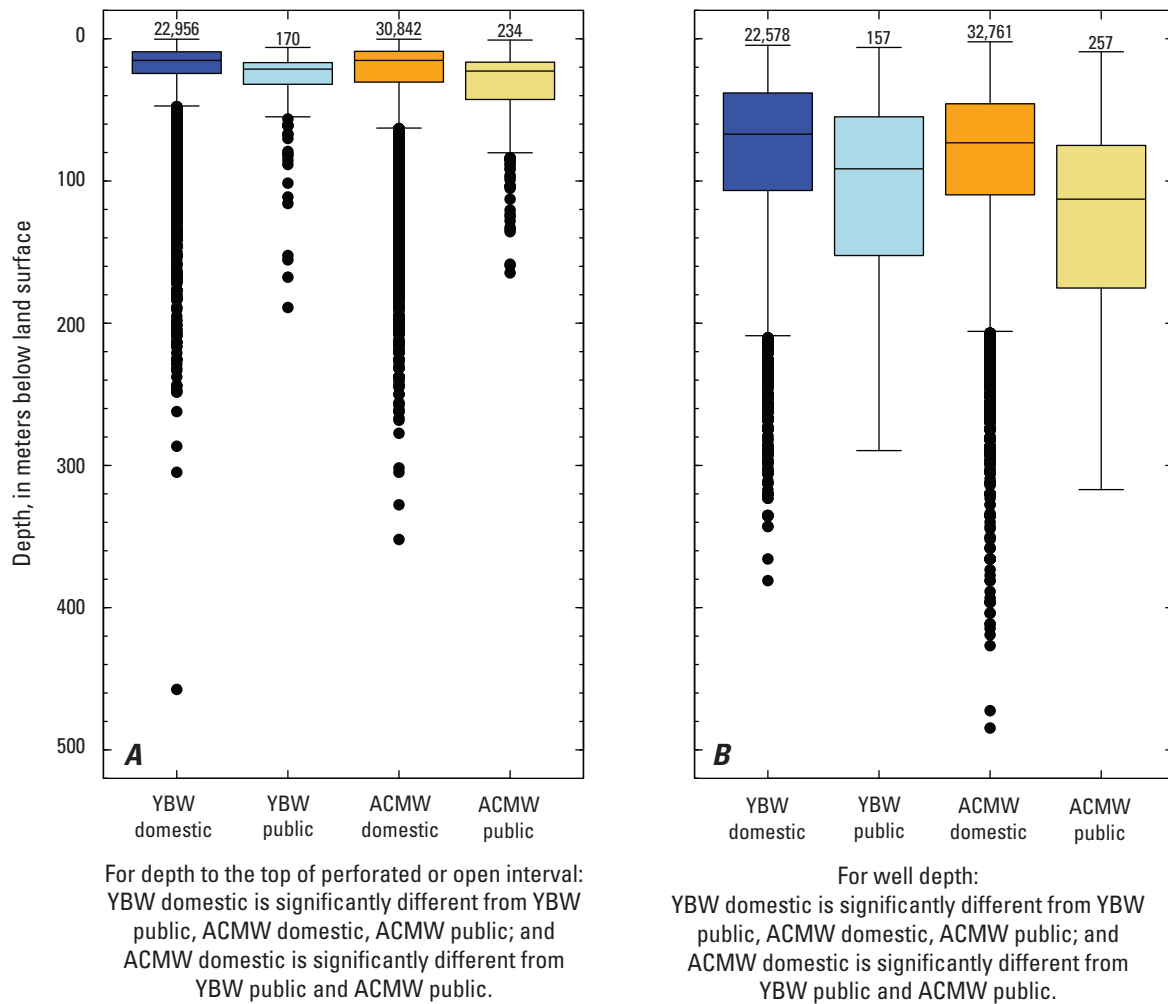 Depth, in meters below land surface
0
100
200
300
400
500
22,956
170
30,842
234
A
YBW domestic
YBW public
ACMW domestic
ACMW public
For depth to the top of perforated or open interval:
YBW domestic is significantly different from YBW
public, ACMW domestic, ACMW public; and
ACMW domestic is significantly different from
YBW public and ACMW public.
22,578
157
32,761
257
B
YBW domestic
YBW public
ACMW domestic
ACMW public
For well depth:
YBW domestic is significantly different from YBW
public, ACMW domestic, ACMW public; and
ACMW domestic is significantly different from
YBW public and ACMW public.